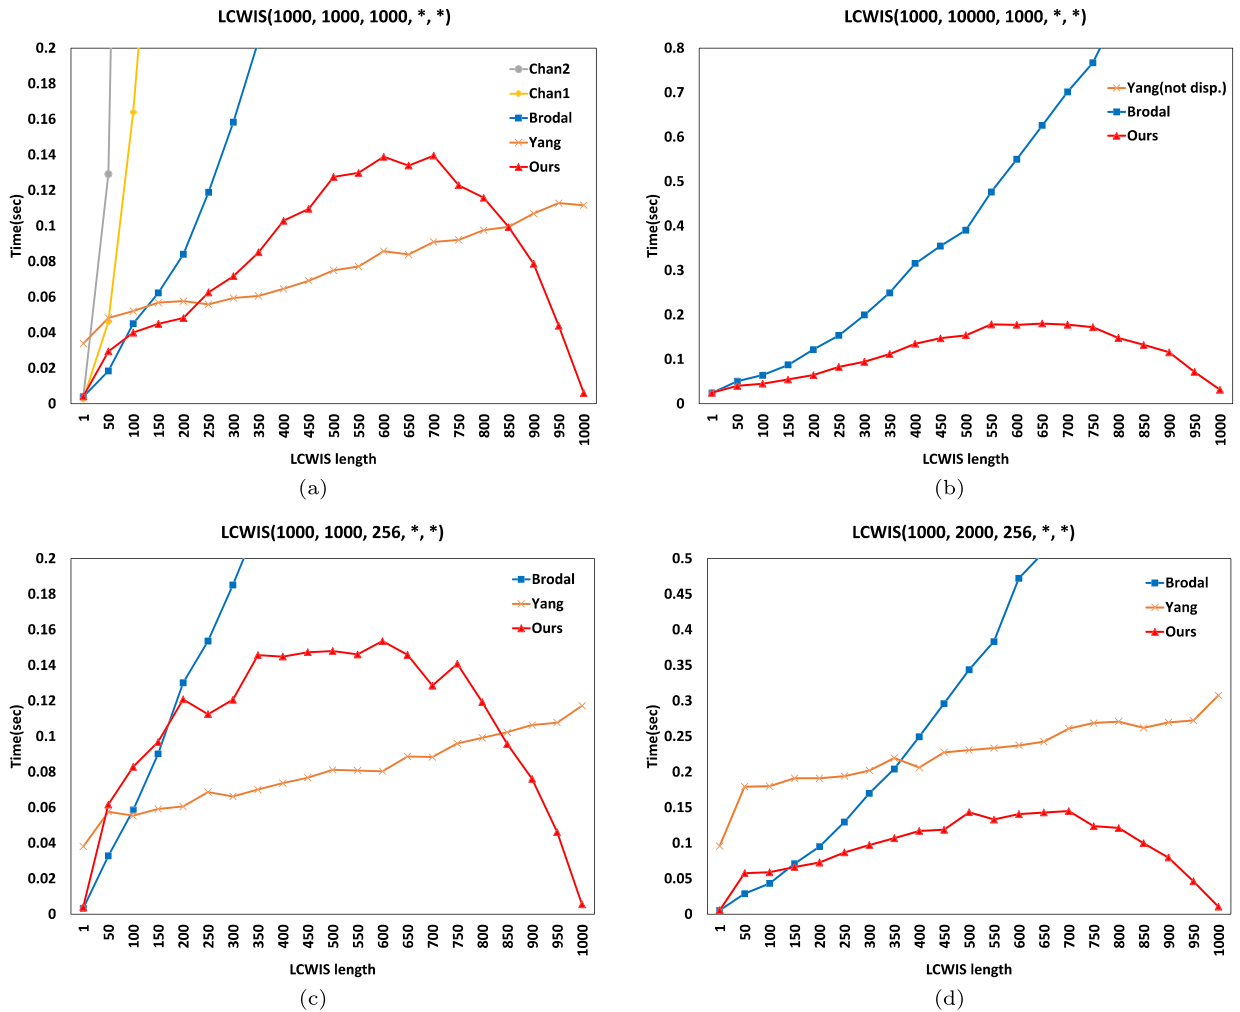 LCWIS(1000, 1000, 1000, *, *)
0.2
0.18
0.16
0.14
0.12
0.1
0.08
0.06
0.04
0.02
0
Time(sec)
Chan2
Chan1
Brodal
Yang
Ours
1 50 100 150 200 250 300 350 400 450 500 550 600 650 700 750 800 850 900 950 1000
LCWIS length
(a)
LCWIS(1000, 10000, 1000, *, *)
0.8
0.7
0.6
0.5
0.4
0.3
0.2
0.1
0
Time(sec)
Yang(not disp.)
Brodal
Ours
1 50 100 150 200 250 300 350 400 450 500 550 600 650 700 750 800 850 900 950 1000
LCWIS length
(b)
LCWIS(1000, 1000, 256, *, *)
0.2
0.18
0.16
0.14
0.12
0.1
0.08
0.06
0.04
0.02
0
Time(sec)
Brodal
Yang
Ours
1 50 100 150 200 250 300 350 400 450 500 550 600 650 700 750 800 850 900 950 1000
LCWIS length
(c)
LCWIS(1000, 2000, 256, *, *)
0.5
0.45
0.4
0.35
0.3
0.25
0.2
0.15
0.1
0.05
0
Time(sec)
Brodal
Yang
Ours
1 50 100 150 200 250 300 350 400 450 500 550 600 650 700 750 800 850 900 950 1000
LCWIS length
(d)